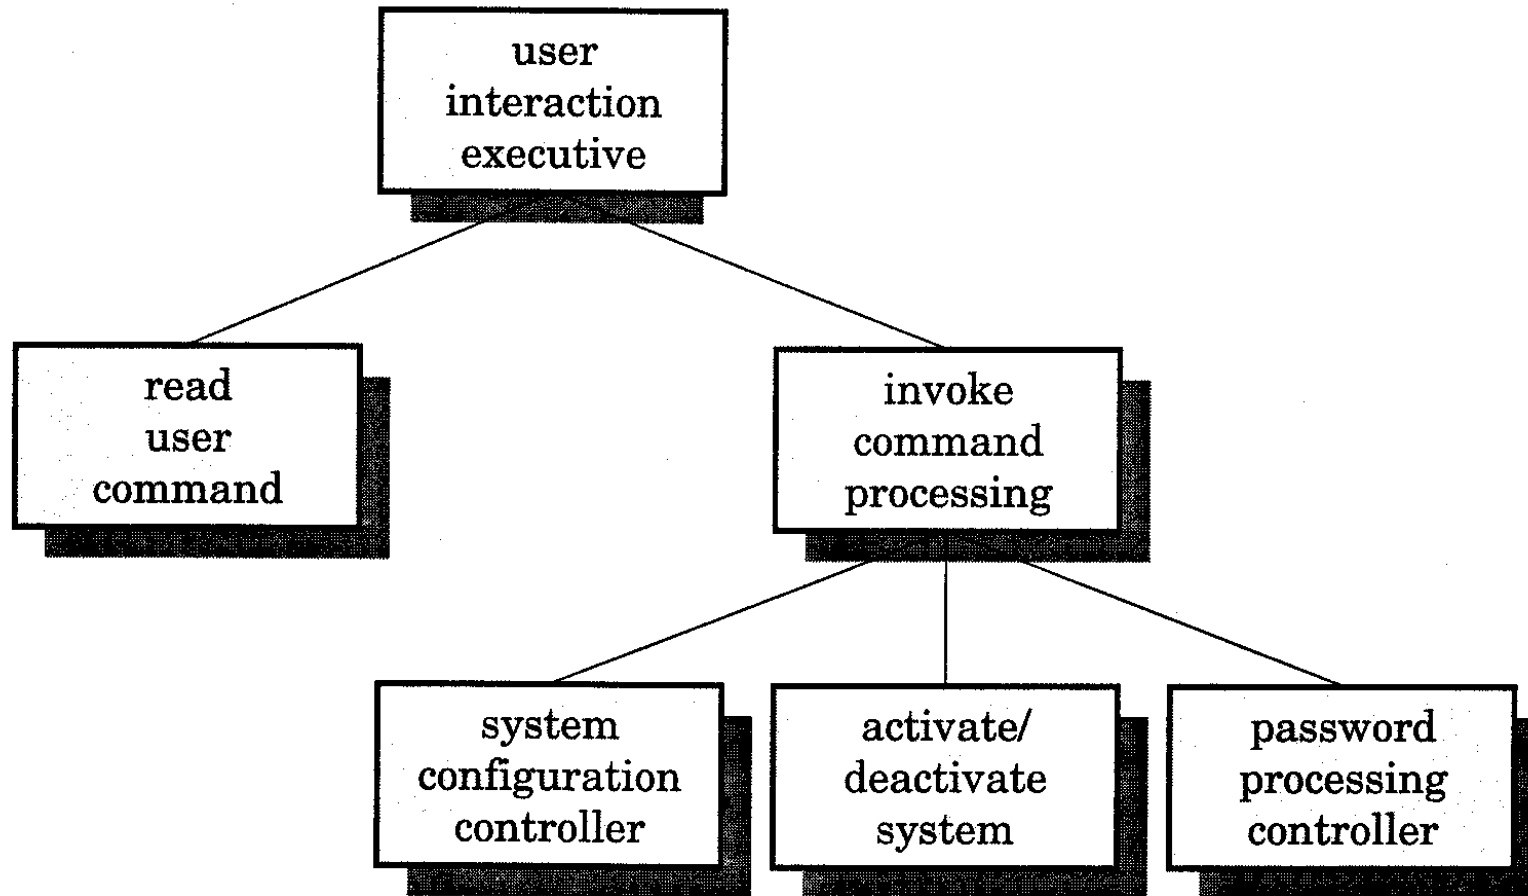 user
interaction
executive
read
user
command
invoke
command
processing
system
configuration
controller
activate/
deactivate
system
password
processing
controller